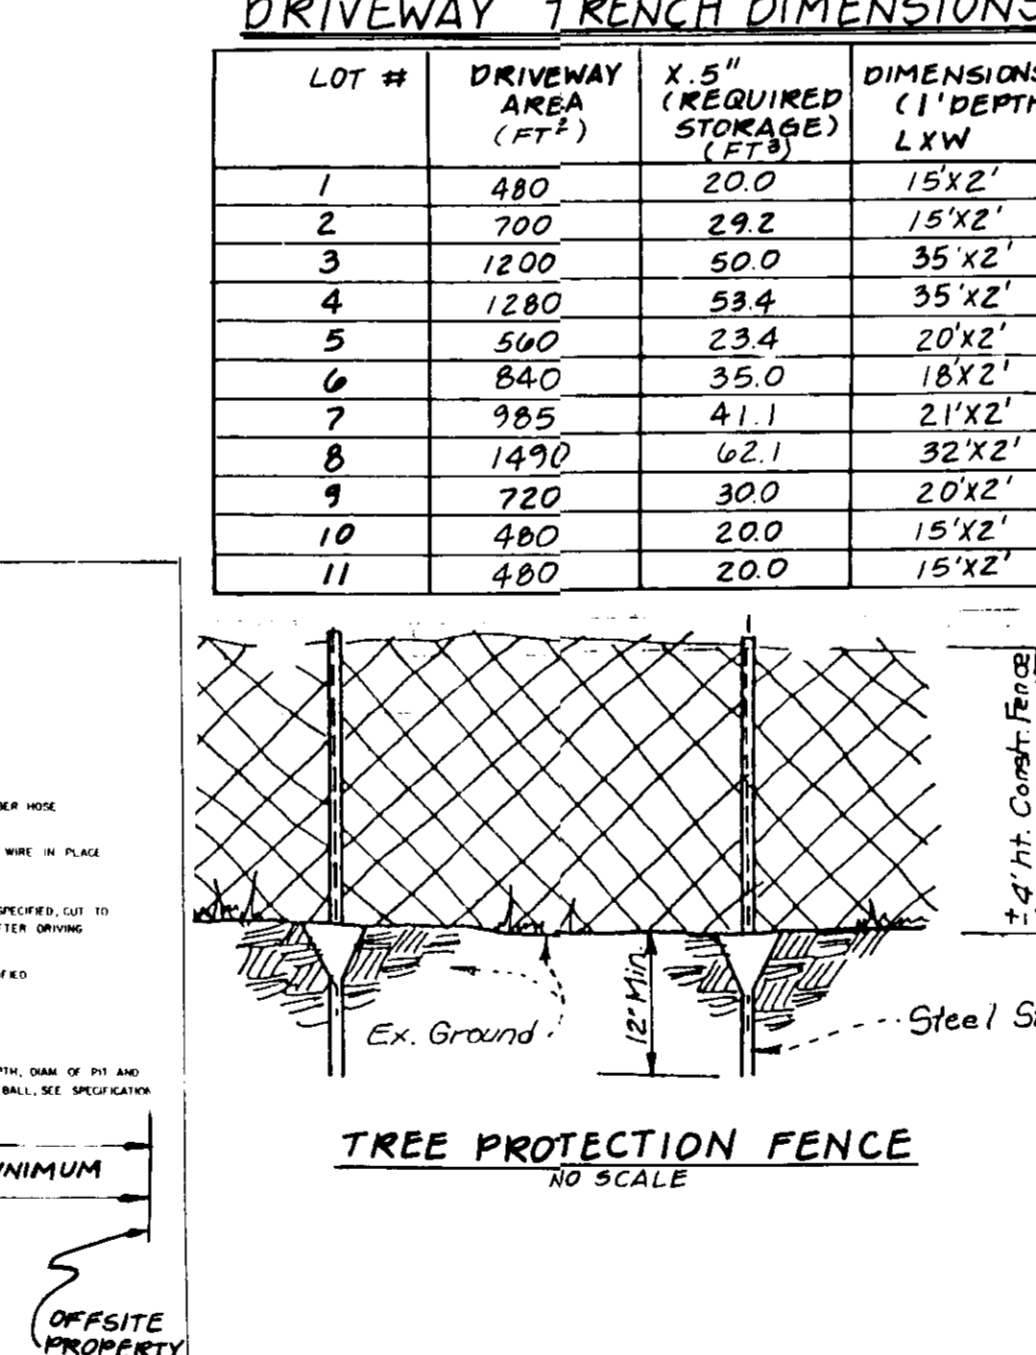 DRIVEWAY TRENCH DIMENSIONS
LOT # DRIVEWAY AREA (FT²) X.5" (REQUIRED STORAGE) (FT³) DIMENSIONS (1' DEPTH L X W
1 480 20.0 15'X2'
2 700 29.2 15'X2'
3 1200 50.0 35'X2'
4 1280 53.4 35'X2'
5 560 23.4 20'X2'
6 840 35.0 18'X2'
7 985 41.1 21'X2'
8 1490 62.1 32'X2'
9 720 30.0 20'X2'
10 480 20.0 15'X2'
11 480 20.0 15'X2'
± 4' ht. Constr. Fence
12" Min.
Ex. Ground
Steel
TREE PROTECTION FENCE
NO SCALE
HOSE
WIRE IN PLACE
SPECIFIED, CUT TO
DRIVING
DIAM OF PIT AND
BALL, SEE SPECIFICATION
OFFSITE
PROPERTY